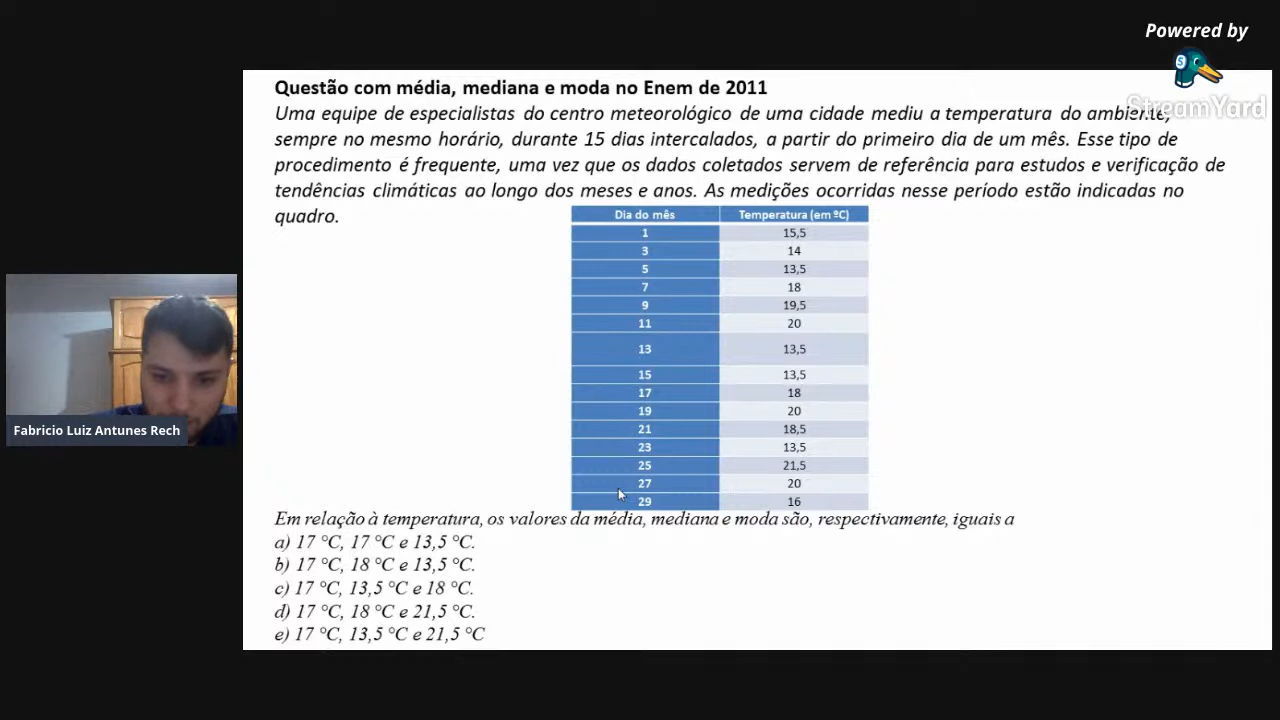 Powered by
StreamYard
Questão com média, mediana e moda no Enem de 2011
Uma equipe de especialistas do centro meteorológico de uma cidade mediu a temperatura do ambiente,
sempre no mesmo horário, durante 15 dias intercalados, a partir do primeiro dia de um mês. Esse tipo de
procedimento é frequente, uma vez que os dados coletados servem de referência para estudos e verificação de
tendências climáticas ao longo dos meses e anos. As medições ocorridas nesse período estão indicadas no
quadro.
Dia do mês Temperatura (em ºC)
1 15,5
3 14
5 13,5
7 18
9 19,5
11 20
13 13,5
15 13,5
17 18
19 20
21 18,5
23 13,5
25 21,5
27 20
29 16
Em relação à temperatura, os valores da média, mediana e moda são, respectivamente, iguais a
a) 17 °C, 17 °C e 13,5 °C.
b) 17 °C, 18 °C e 13,5 °C.
c) 17 °C, 13,5 °C e 18 °C.
d) 17 °C, 18 °C e 21,5 °C.
e) 17 °C, 13,5 °C e 21,5 °C
Fabricio Luiz Antunes Rech